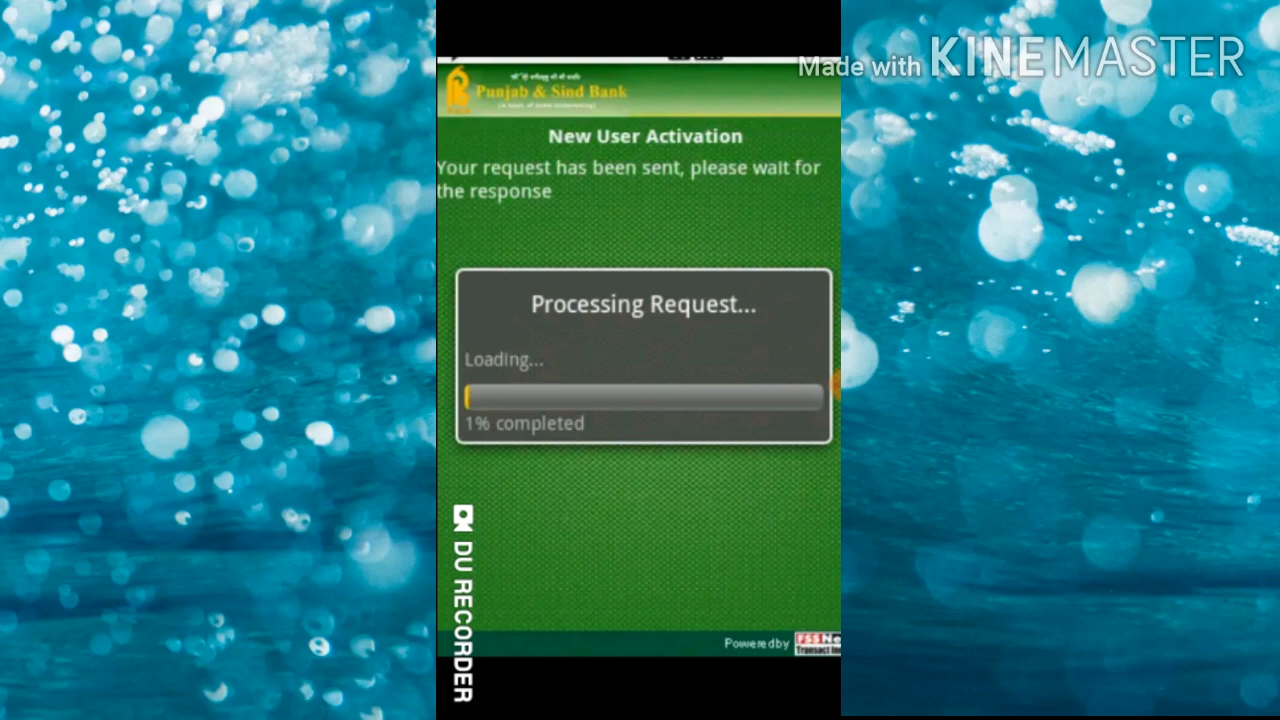 Made with KINEMASTER
Punjab & Sind Bank
New User Activation
Your request has been sent, please wait for
the response
Processing Request...
Loading...
1% completed
DU RECORDER
Powered by